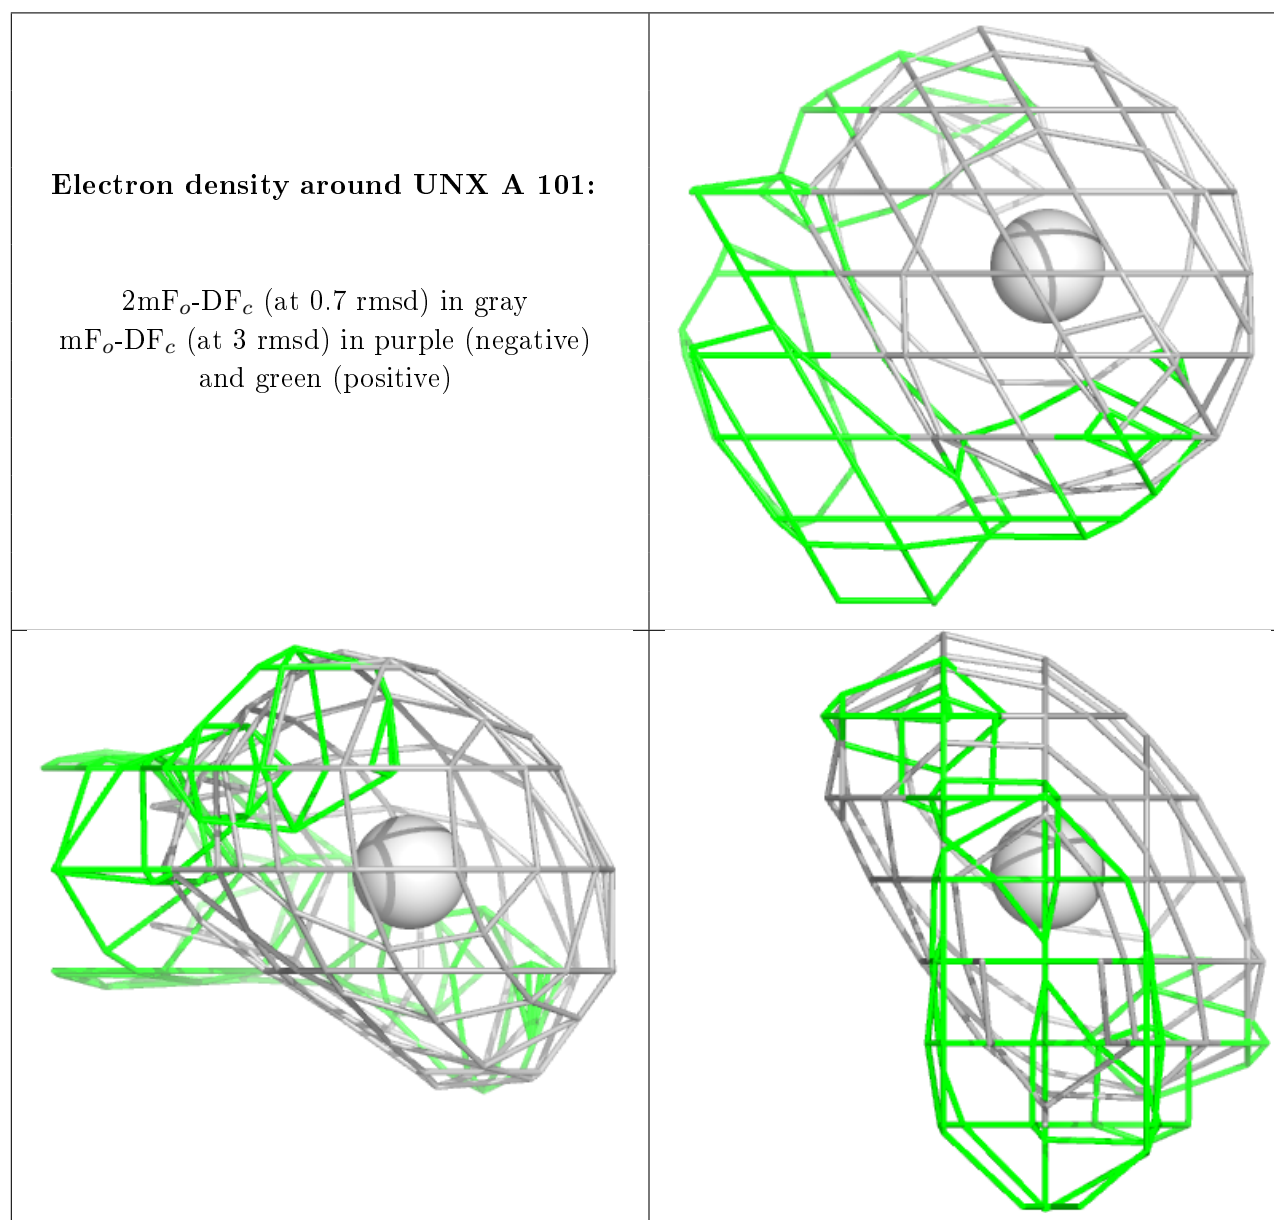 Electron density around UNX A 101:
2mFo-DFc (at 0.7 rmsd) in gray
mFo-DFc (at 3 rmsd) in purple (negative)
and green (positive)